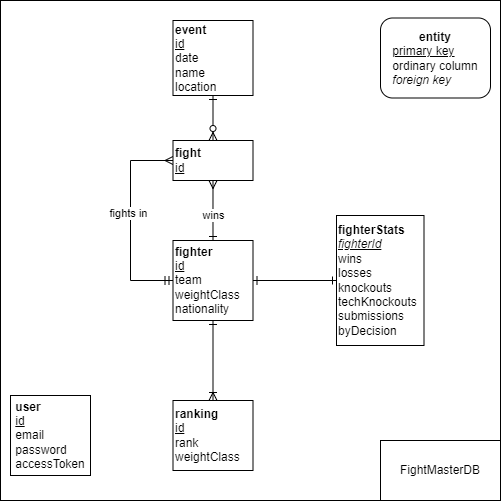 event
id
date
name
location
entity
primary key
ordinary column
foreign key
fight
id
fights in
wins
fighter
id
team
weightClass
nationality
fighterStats
fighterId
wins
losses
knockouts
techKnockouts
submissions
byDecision
user
id
email
password
accessToken
ranking
id
rank
weightClass
FightMasterDB